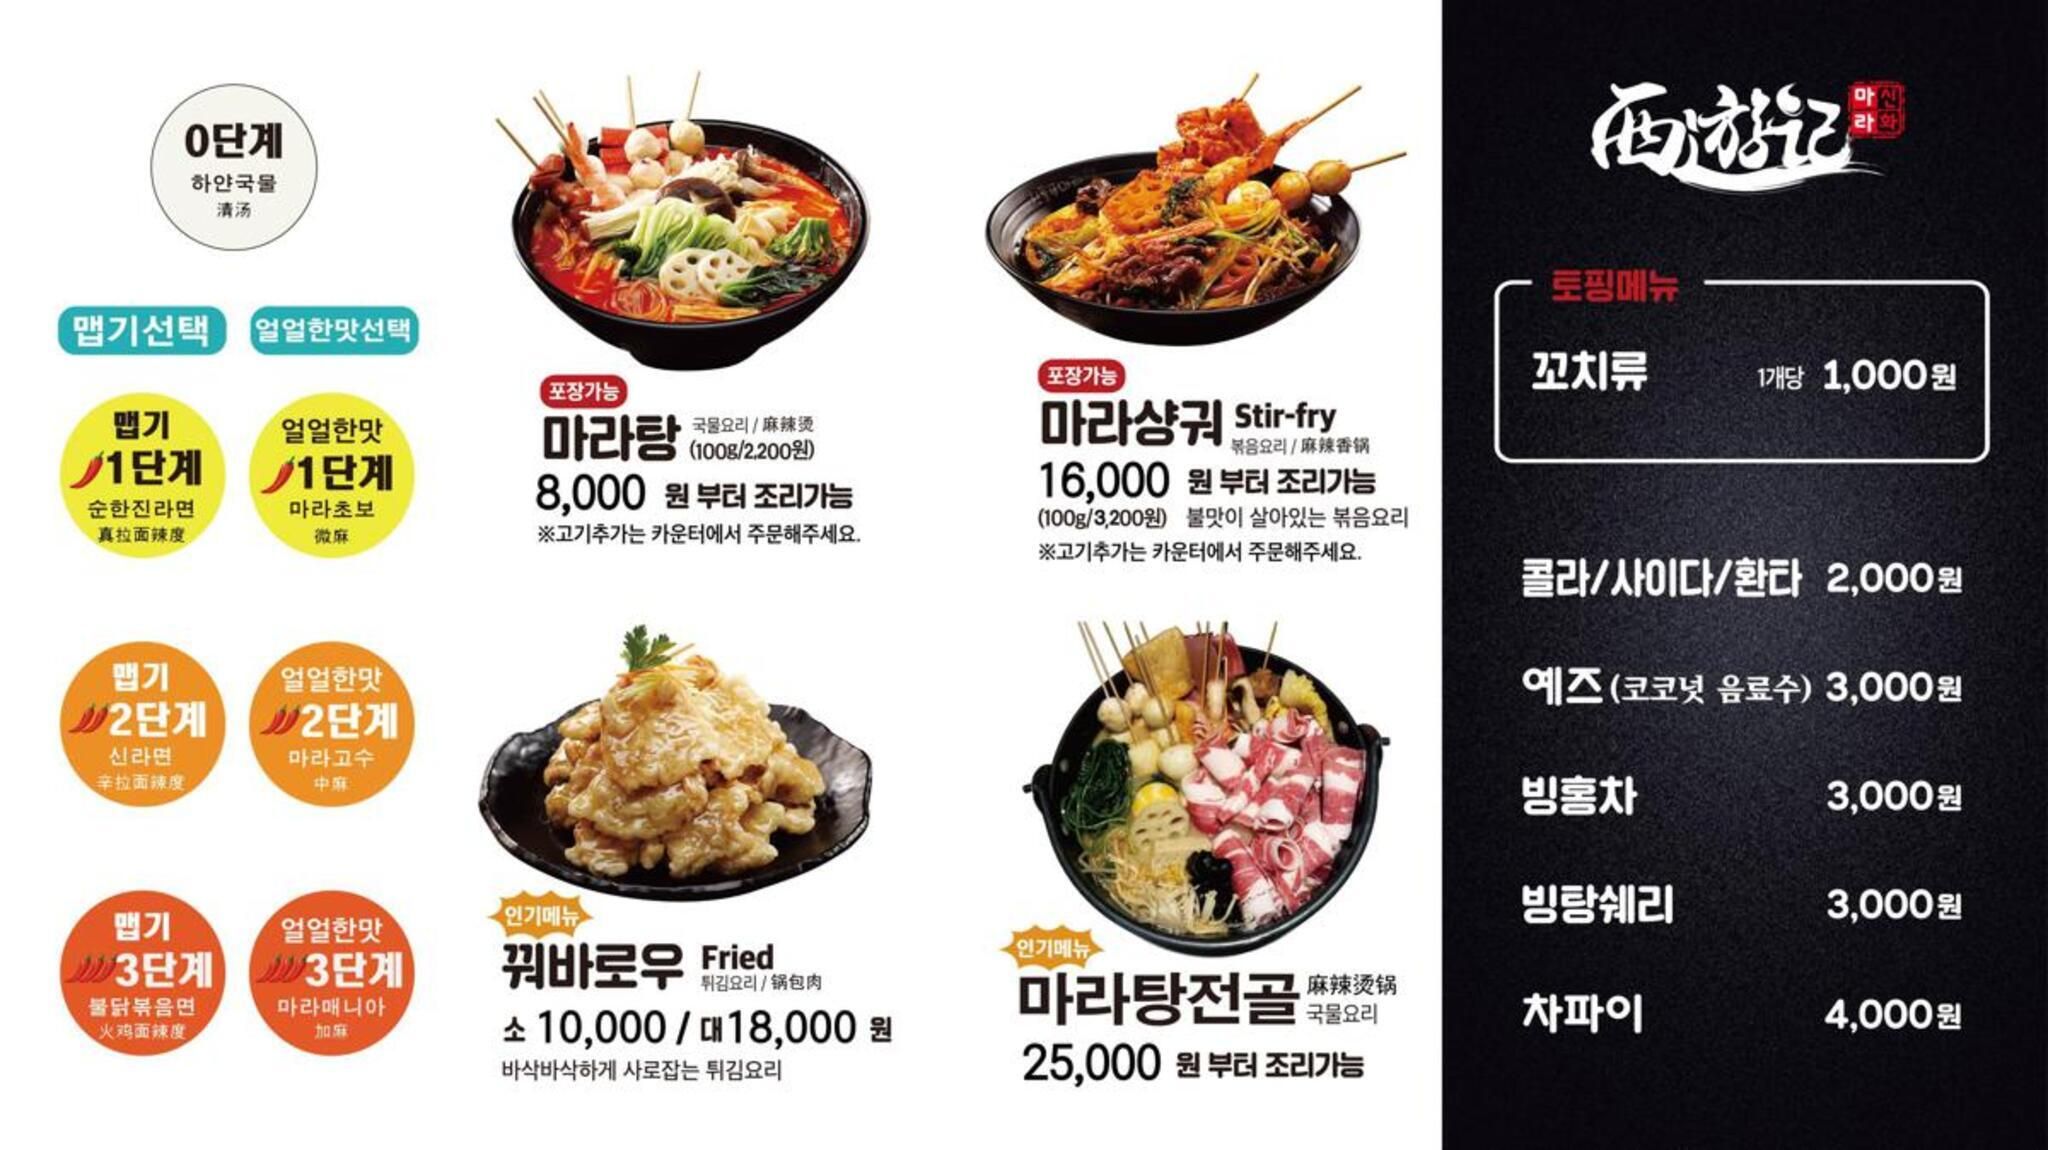 0단계
하얀국물
清汤
맵기선택
얼얼한맛선택
맵기
1단계
순한진라면
真拉面辣度
얼얼한맛
1단계
마라초보
微麻
맵기
2단계
신라면
辛拉面辣度
얼얼한맛
2단계
마라고수
中麻
맵기
3단계
불닭볶음면
火鸡面辣度
얼얼한맛
3단계
마라매니아
加麻
포장가능
마라탕 국물요리 / 麻辣烫
(100g/2,200원)
8,000 원 부터 조리가능
※고기추가는 카운터에서 주문해주세요.
포장가능
마라샹궈 Stir-fry
볶음요리 / 麻辣香锅
16,000 원 부터 조리가능
(100g/3,200원) 불맛이 살아있는 볶음요리
※고기추가는 카운터에서 주문해주세요.
인기메뉴
꿔바로우 Fried
튀김요리 / 锅包肉
소 10,000 / 대 18,000 원
바삭바삭하게 사로잡는 튀김요리
인기메뉴
마라탕전골 麻辣烫锅
국물요리
25,000 원 부터 조리가능
西游记
마라
신화
토핑메뉴
꼬치류 1개당 1,000원
콜라/사이다/환타 2,000원
예즈 (코코넛 음료수) 3,000원
빙홍차 3,000원
빙탕쉐리 3,000원
차파이 4,000원